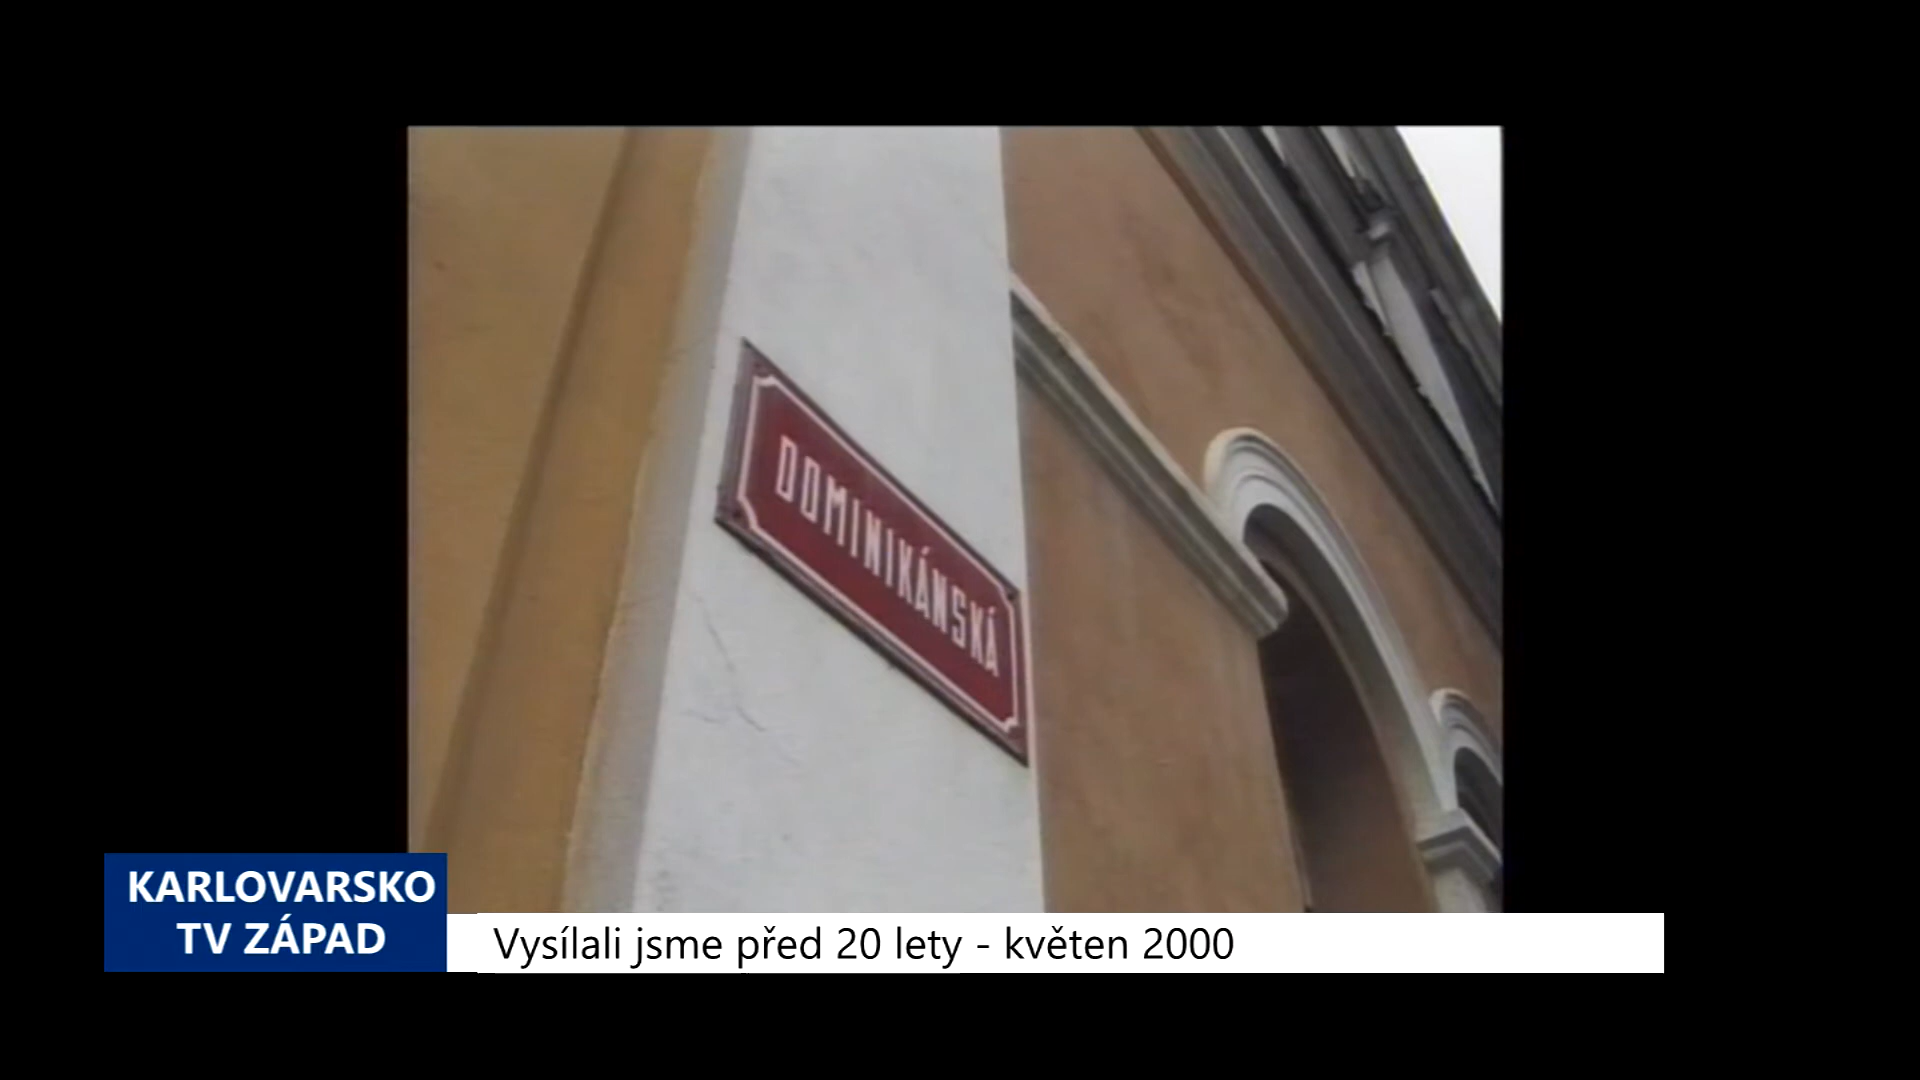 DOMINIKÁNSKÁ
KARLOVARSKO
TV ZÁPAD
Vysílali jsme před 20 lety - květen 2000